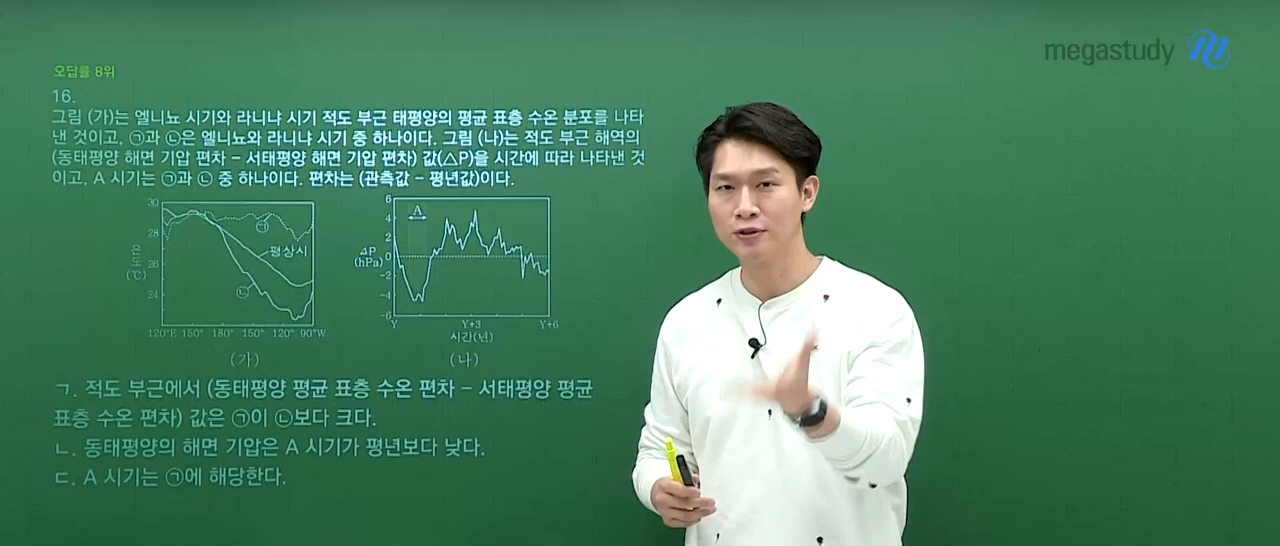 megastudy
오답률 8위
16.
그림 (가)는 엘니뇨 시기와 라니냐 시기 적도 부근 태평양의 평균 표층 수온 분포를 나타
낸 것이고, ㉠과 ㉡은 엘니뇨와 라니냐 시기 중 하나이다. 그림 (나)는 적도 부근 해역의
(동태평양 해면 기압 편차 - 서태평양 해면 기압 편차) 값(△P)을 시간에 따라 나타낸 것
이고, A 시기는 ㉠과 ㉡ 중 하나이다. 편차는 (관측값 - 평년값)이다.
30
28
26
24
온도
(℃)
㉠
평상시
㉡
120°E 150° 180° 150° 120° 90°W
(가)
6
4
2
0
-2
-4
-6
△P
(hPa)
A
Y Y+3 Y+6
시간(년)
(나)
ㄱ. 적도 부근에서 (동태평양 평균 표층 수온 편차 - 서태평양 평균
표층 수온 편차) 값은 ㉠이 ㉡보다 크다.
ㄴ. 동태평양의 해면 기압은 A 시기가 평년보다 낮다.
ㄷ. A 시기는 ㉠에 해당한다.